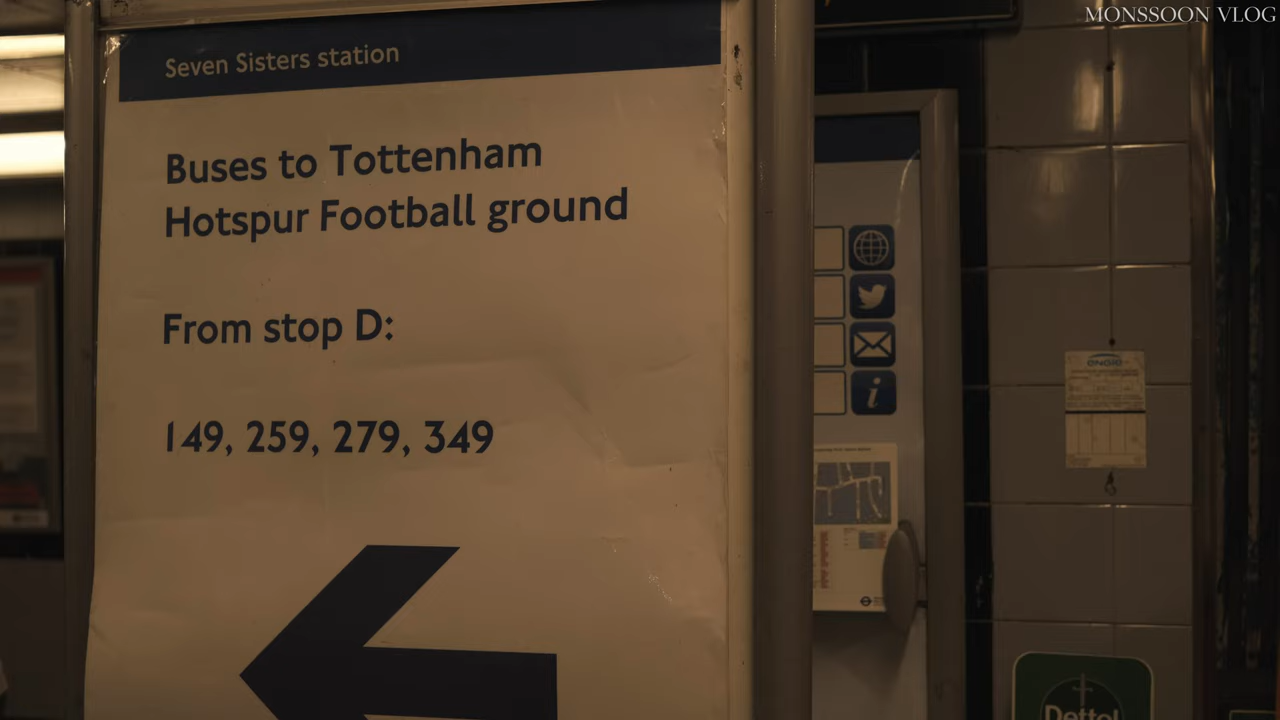 MONSSOON VLOG
Seven Sisters station
Buses to Tottenham
Hotspur Football ground
From stop D:
149, 259, 279, 349
i
Dettol